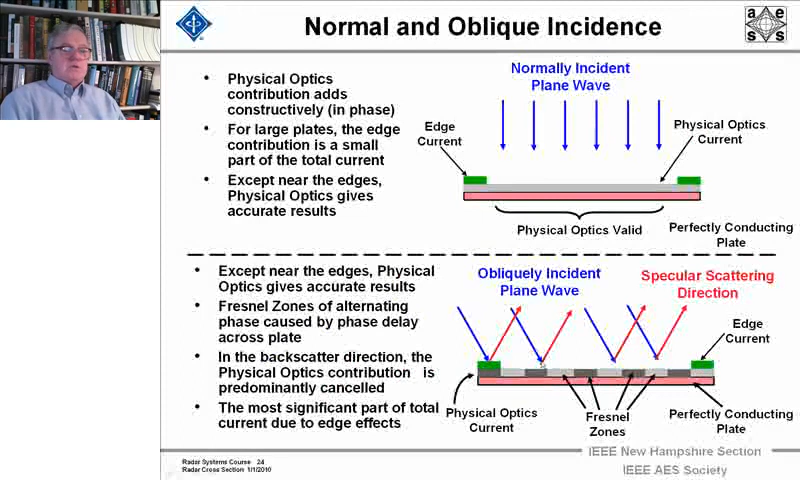 Normal and Oblique Incidence
a e
s s
• Physical Optics
contribution adds
constructively (in phase)
• For large plates, the edge
contribution is a small
part of the total current
• Except near the edges,
Physical Optics gives
accurate results
Normally Incident
Plane Wave
Edge
Current
Physical Optics
Current
Physical Optics Valid
Perfectly Conducting
Plate
• Except near the edges, Physical
Optics gives accurate results
• Fresnel Zones of alternating
phase caused by phase delay
across plate
• In the backscatter direction, the
Physical Optics contribution is
predominantly cancelled
• The most significant part of total
current due to edge effects
Obliquely Incident
Plane Wave
Specular Scattering
Direction
Edge
Current
Physical Optics
Current
Fresnel
Zones
Perfectly Conducting
Plate
Radar Systems Course 24
Radar Cross Section 1/1/2010
IEEE New Hampshire Section
IEEE AES Society